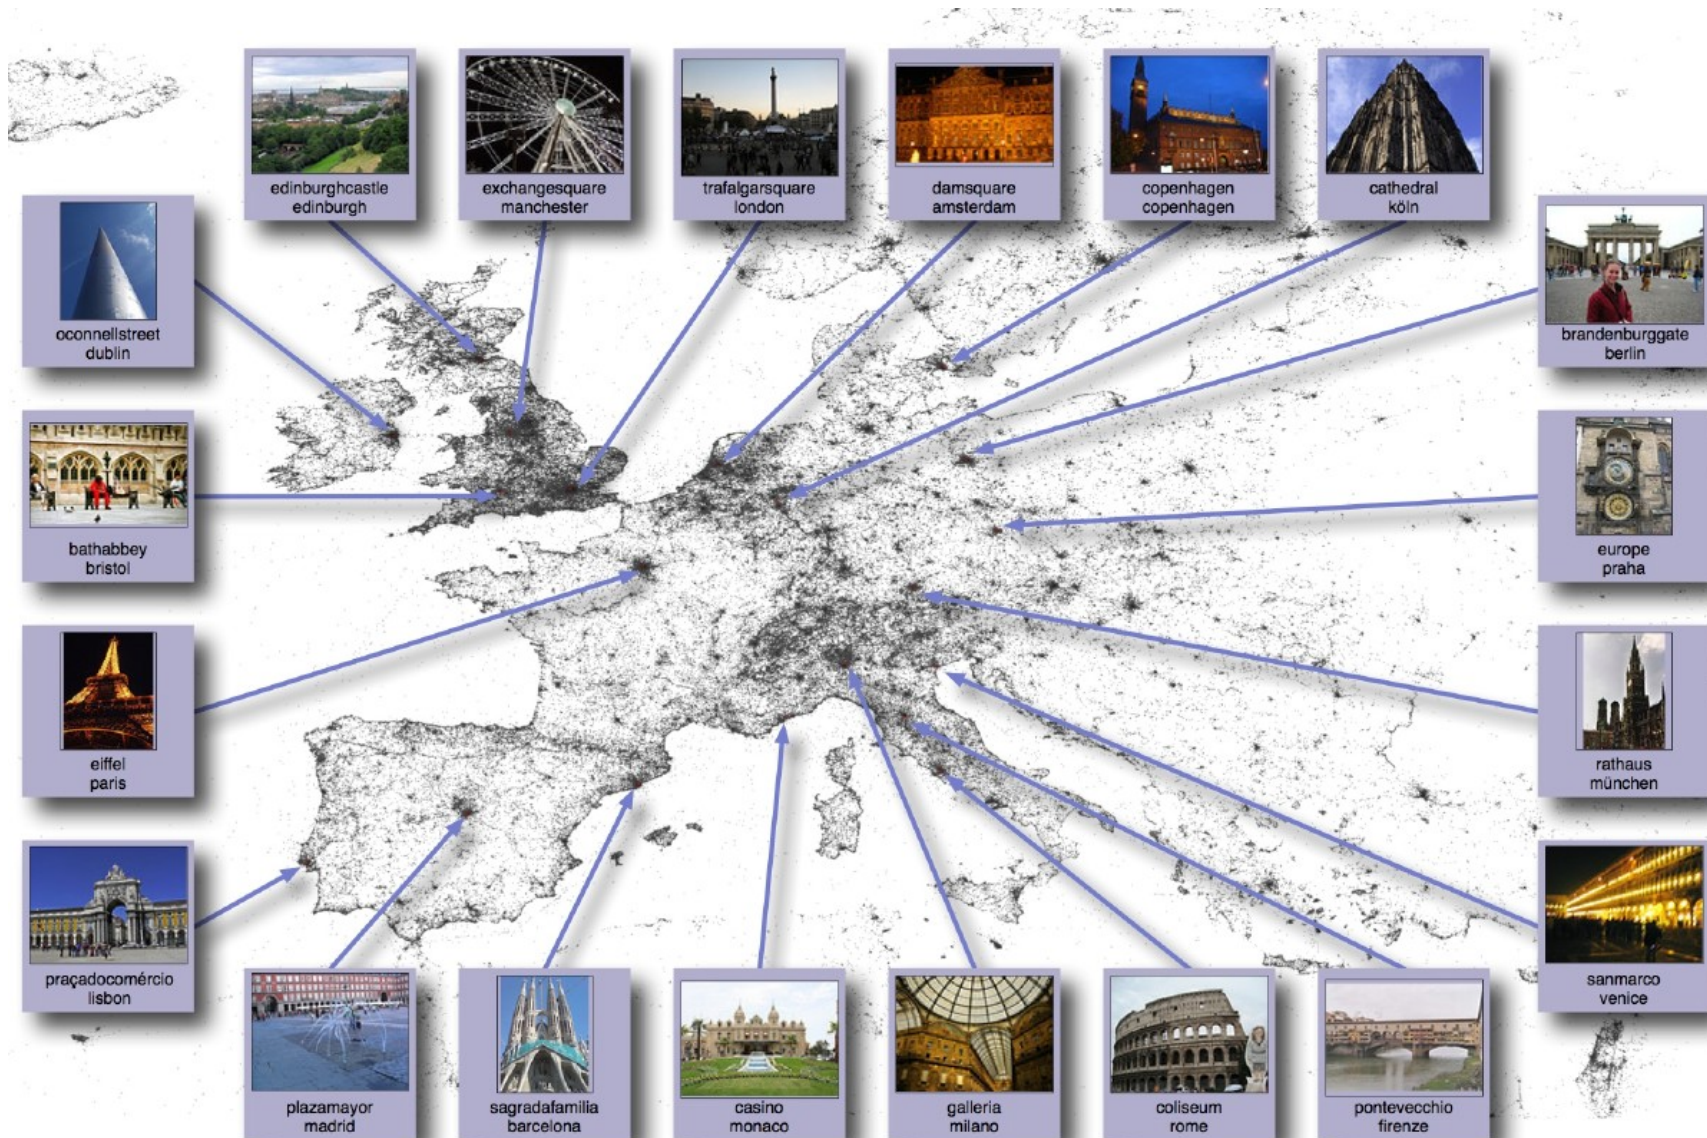 edinburghcastle
edinburgh
exchangesquare
manchester
trafalgarsquare
london
damsquare
amsterdam
copenhagen
copenhagen
cathedral
köln
oconnellstreet
dublin
brandenburggate
berlin
bathabbey
bristol
europe
praha
eiffel
paris
rathaus
münchen
praçadocomércio
lisbon
sanmarco
venice
plazamayor
madrid
sagradafamilia
barcelona
casino
monaco
galleria
milano
coliseum
rome
pontevecchio
firenze